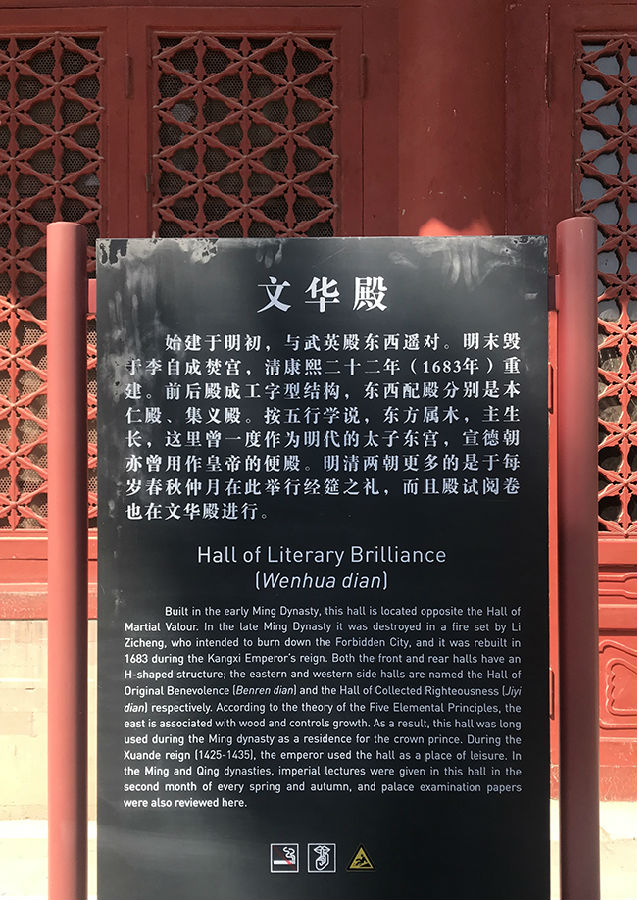 文华殿
始建于明初，与武英殿东西遥对。明末毁
于李自成焚宫，清康熙二十二年（1683年）重
建。前后殿成工字型结构，东西配殿分别是本
仁殿、集义殿。按五行学说，东方属木，主生
长，这里曾一度作为明代的太子东宫，宣德朝
亦曾用作皇帝的便殿。明清两朝更多的是于每
岁春秋仲月在此举行经筵之礼，而且殿试阅卷
也在文华殿进行。
Hall of Literary Brilliance
(Wenhua dian)
Built in the early Ming Dynasty, this hall is located opposite the Hall of
Martial Valour. In the late Ming Dynasty it was destroyed in a fire set by Li
Zicheng, who intended to burn down the Forbidden City, and it was rebuilt in
1683 during the Kangxi Emperor's reign. Both the front and rear halls have an
H-shaped structure; the eastern and western side halls are named the Hall of
Original Benevolence (Benren dian) and the Hall of Collected Righteousness (Jiyi
dian) respectively. According to the theory of the Five Elemental Principles, the
east is associated with wood and controls growth. As a result, this hall was long
used during the Ming dynasty as a residence for the crown prince. During the
Xuande reign (1425-1435), the emperor used the hall as a place of leisure. In
the Ming and Qing dynasties, imperial lectures were given in this hall in the
second month of every spring and autumn, and palace examination papers
were also reviewed here.